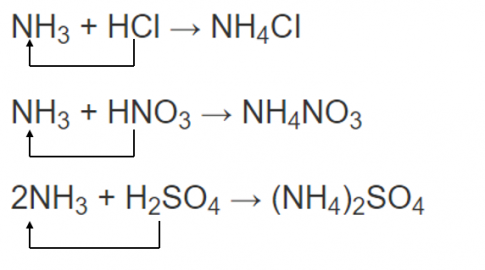 NH₃ + HCl → NH₄Cl
NH₃ + HNO₃ → NH₄NO₃
2NH₃ + H₂SO₄ → (NH₄)₂SO₄